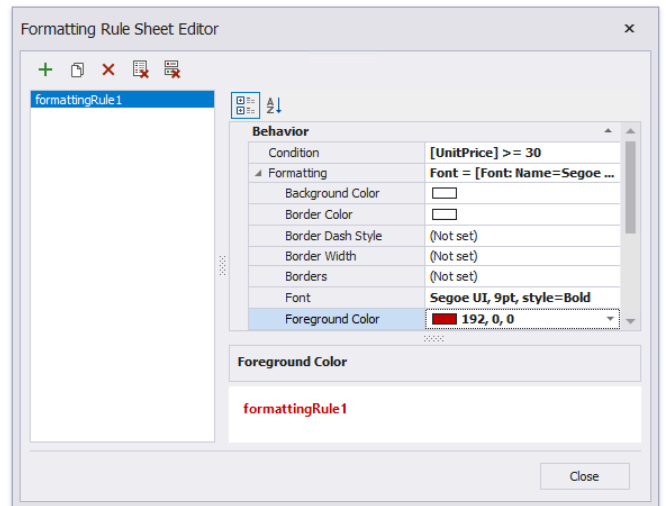 Formatting Rule Sheet Editor
formattingRule1
Behavior
Condition [UnitPrice] >= 30
Formatting Font = [Font: Name=Segoe ...
Background Color
Border Color
Border Dash Style (Not set)
Border Width (Not set)
Borders (Not set)
Font Segoe UI, 9pt, style=Bold
Foreground Color 192, 0, 0
Foreground Color
formattingRule1
Close